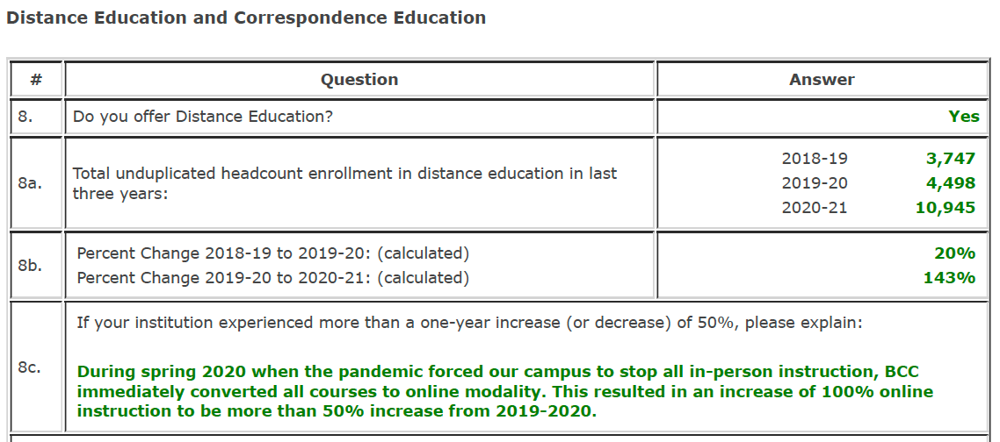 Distance Education and Correspondence Education
# Question Answer
8. Do you offer Distance Education? Yes
8a. Total unduplicated headcount enrollment in distance education in last
three years:
2018-19 3,747
2019-20 4,498
2020-21 10,945
8b. Percent Change 2018-19 to 2019-20: (calculated) 20%
Percent Change 2019-20 to 2020-21: (calculated) 143%
8c. If your institution experienced more than a one-year increase (or decrease) of 50%, please explain:
During spring 2020 when the pandemic forced our campus to stop all in-person instruction, BCC
immediately converted all courses to online modality. This resulted in an increase of 100% online
instruction to be more than 50% increase from 2019-2020.